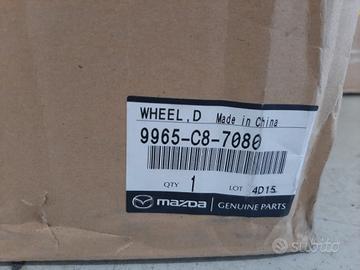 WHEEL.D Made in China
9965-C8-7080
QTY 1 LOT 4D15
mazda GENUINE PARTS
subito